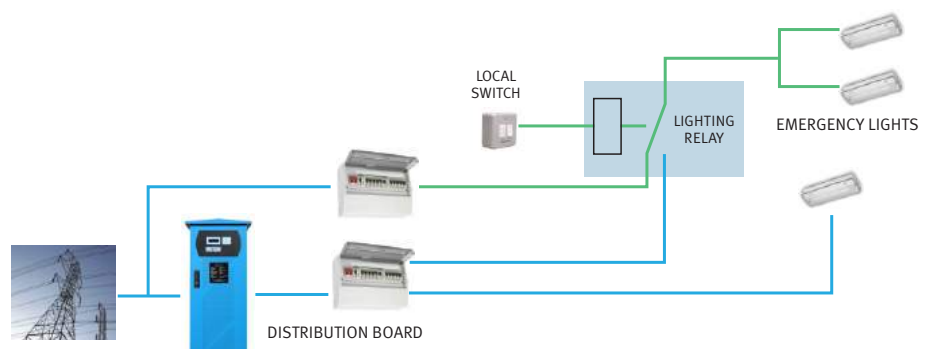 LOCAL
SWITCH
LIGHTING
RELAY
EMERGENCY LIGHTS
DISTRIBUTION BOARD